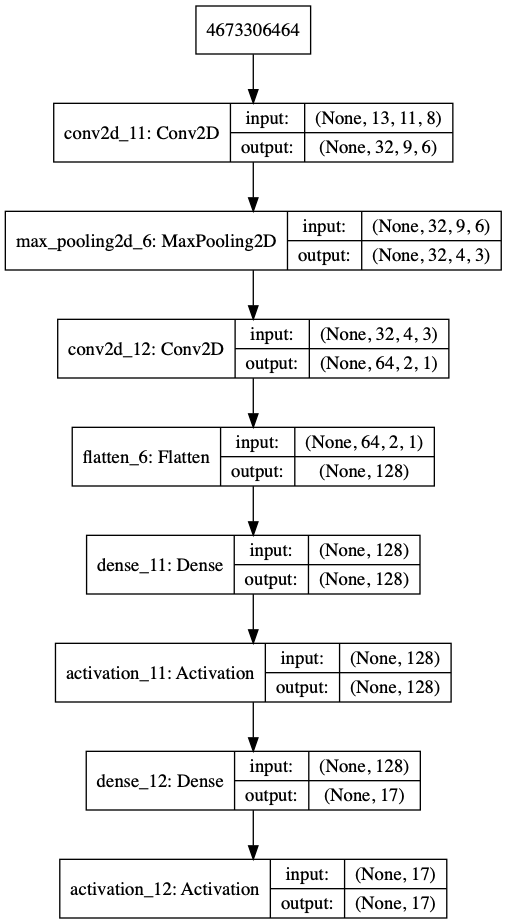 4673306464
conv2d_11: Conv2D
input: (None, 13, 11, 8)
output: (None, 32, 9, 6)
max_pooling2d_6: MaxPooling2D
input: (None, 32, 9, 6)
output: (None, 32, 4, 3)
conv2d_12: Conv2D
input: (None, 32, 4, 3)
output: (None, 64, 2, 1)
flatten_6: Flatten
input: (None, 64, 2, 1)
output: (None, 128)
dense_11: Dense
input: (None, 128)
output: (None, 128)
activation_11: Activation
input: (None, 128)
output: (None, 128)
dense_12: Dense
input: (None, 128)
output: (None, 17)
activation_12: Activation
input: (None, 17)
output: (None, 17)